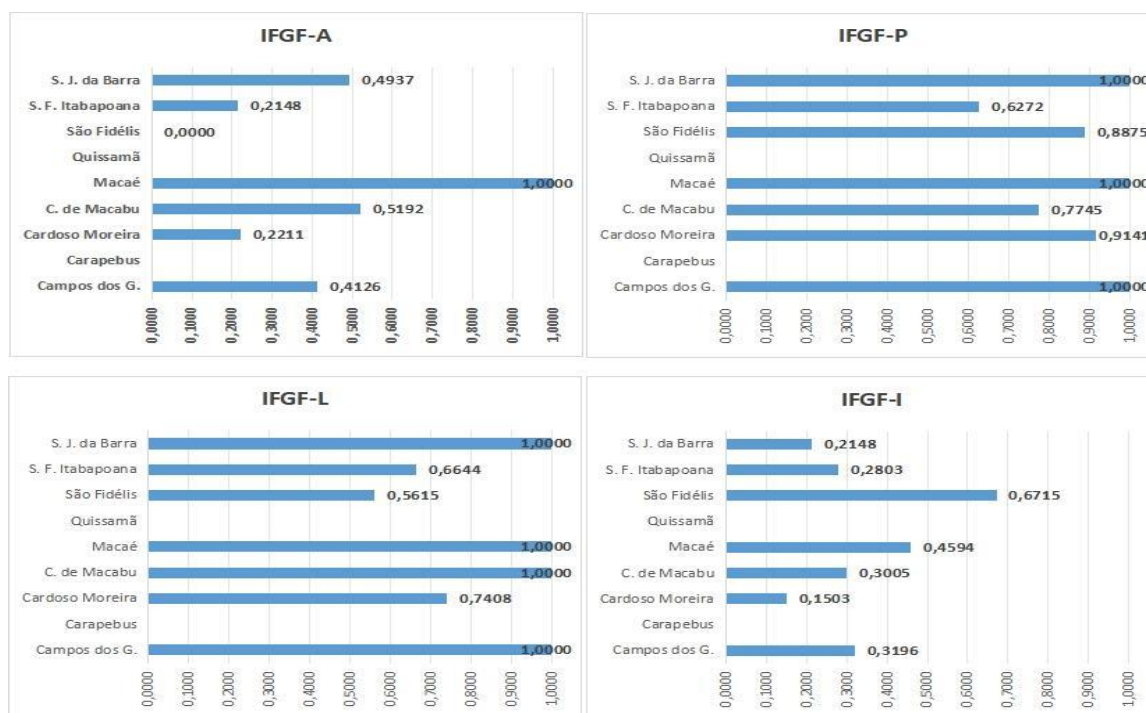 IFGF-A
S. J. da Barra 0,4937
S. F. Itabapoana 0,2148
São Fidélis 0,0000
Quissamã
Macaé 1,0000
C. de Macabu 0,5192
Cardoso Moreira 0,2211
Carapebus
Campos dos G. 0,4126
0,0000 0,1000 0,2000 0,3000 0,4000 0,5000 0,6000 0,7000 0,8000 0,9000 1,0000
IFGF-P
S. J. da Barra 1,0000
S. F. Itabapoana 0,6272
São Fidélis 0,8875
Quissamã
Macaé 1,0000
C. de Macabu 0,7745
Cardoso Moreira 0,9141
Carapebus
Campos dos G. 1,0000
0,0000 0,1000 0,2000 0,3000 0,4000 0,5000 0,6000 0,7000 0,8000 0,9000 1,0000
IFGF-L
S. J. da Barra 1,0000
S. F. Itabapoana 0,6644
São Fidélis 0,5615
Quissamã
Macaé 1,0000
C. de Macabu 1,0000
Cardoso Moreira 0,7408
Carapebus
Campos dos G. 1,0000
0,0000 0,1000 0,2000 0,3000 0,4000 0,5000 0,6000 0,7000 0,8000 0,9000 1,0000
IFGF-I
S. J. da Barra 0,2148
S. F. Itabapoana 0,2803
São Fidélis 0,6715
Quissamã
Macaé 0,4594
C. de Macabu 0,3005
Cardoso Moreira 0,1503
Carapebus
Campos dos G. 0,3196
0,0000 0,1000 0,2000 0,3000 0,4000 0,5000 0,6000 0,7000 0,8000 0,9000 1,0000